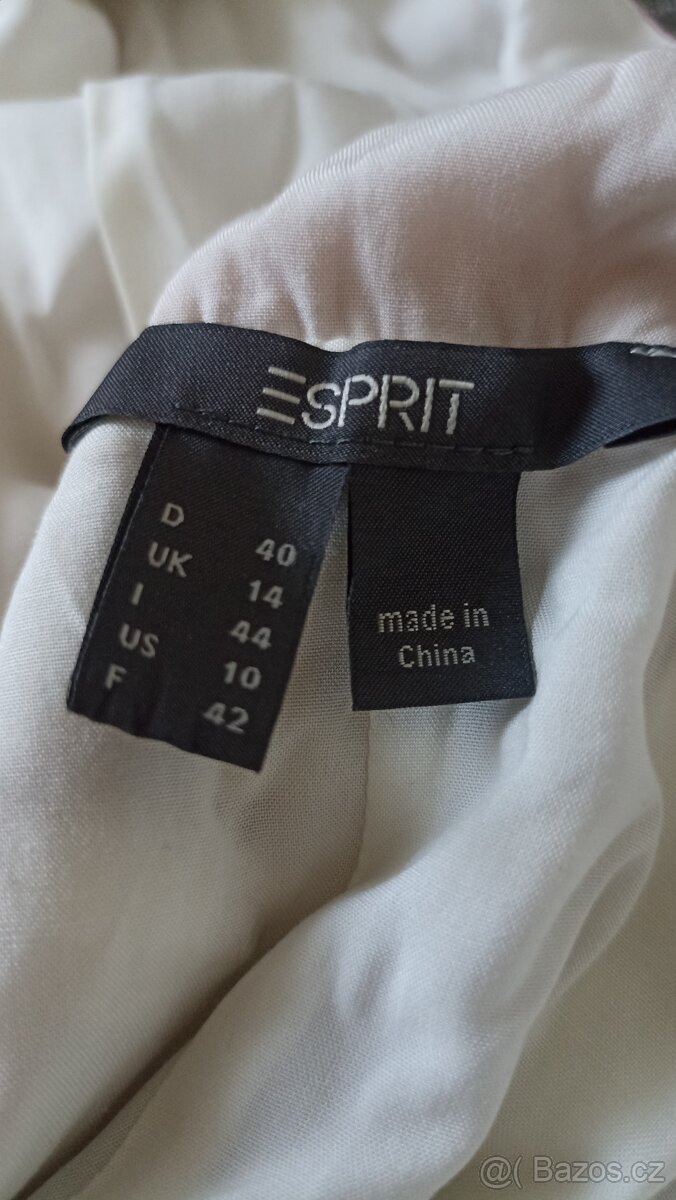 ESPRIT
D 40
UK 14
I 44
US 10
F 42
made in
China
@( Bazos.cz